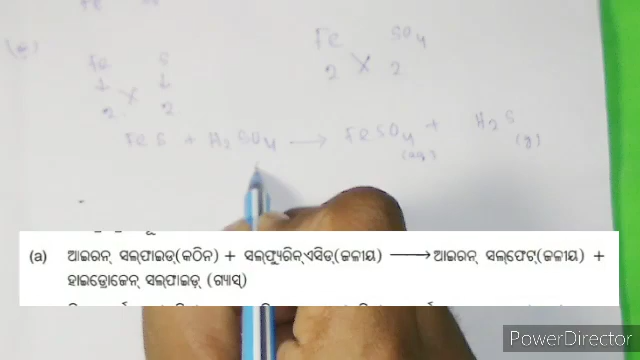 Fe SO4
(a)
Fe S
2 2
2 2
FeS + H2SO4 → FeSO4 + H2S
(aq) (g)
(a) ଆଇରନ୍ ସଲ୍‌ଫାଇଡ୍(କଠିନ) + ସଲ୍‌ଫ୍ୟୁରିକ୍‌ଏସିଡ୍(ଜଳୀୟ) ⟶ ଆଇରନ୍ ସଲ୍‌ଫେଟ୍(ଜଳୀୟ) +
ହାଇଡ୍ରୋଜେନ୍ ସଲ୍‌ଫାଇଡ୍ (ଗ୍ୟାସ୍)
PowerDirector